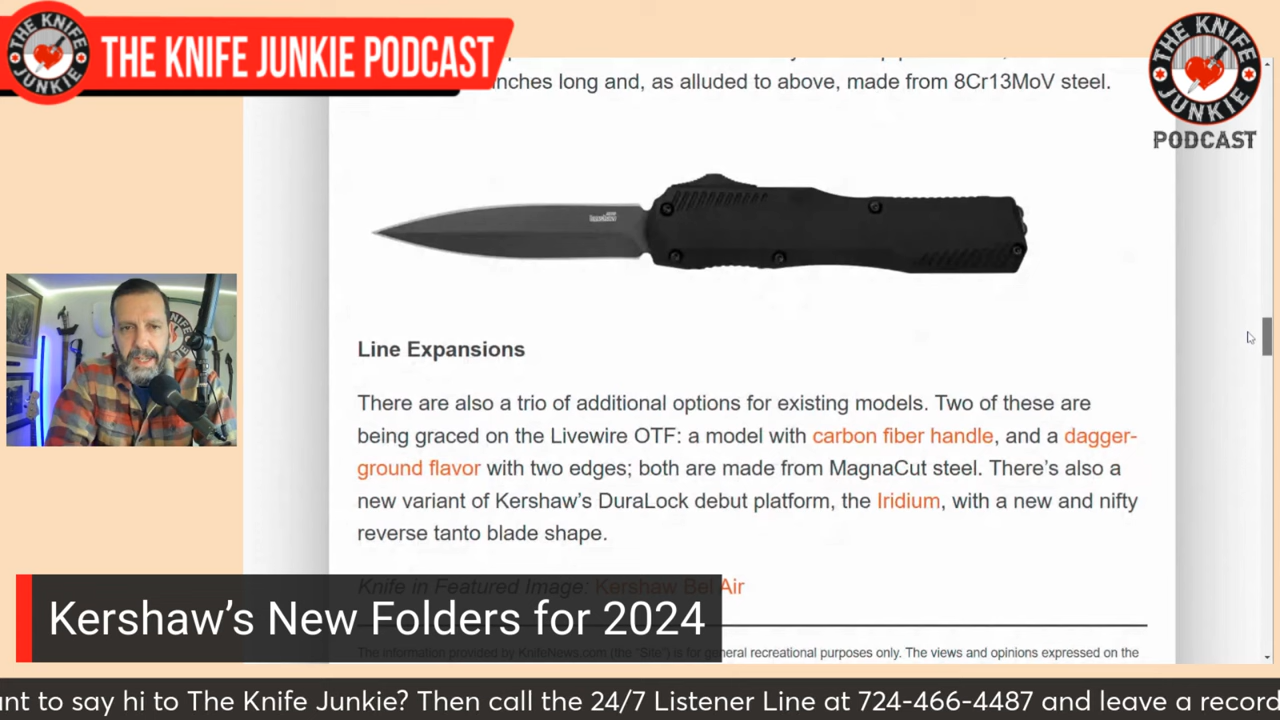 THE KNIFE JUNKIE
THE KNIFE JUNKIE PODCAST
THE KNIFE
JUNKIE
PODCAST
inches long and, as alluded to above, made from 8Cr13MoV steel.
Line Expansions
There are also a trio of additional options for existing models. Two of these are
being graced on the Livewire OTF: a model with carbon fiber handle, and a dagger-
ground flavor with two edges; both are made from MagnaCut steel. There's also a
new variant of Kershaw's DuraLock debut platform, the Iridium, with a new and nifty
reverse tanto blade shape.
Knife in Featured Image: Kershaw Bel Air
Kershaw's New Folders for 2024
The information provided by KnifeNews.com (the "Site") is for general recreational purposes only. The views and opinions expressed on the
nt to say hi to The Knife Junkie? Then call the 24/7 Listener Line at 724-466-4487 and leave a record